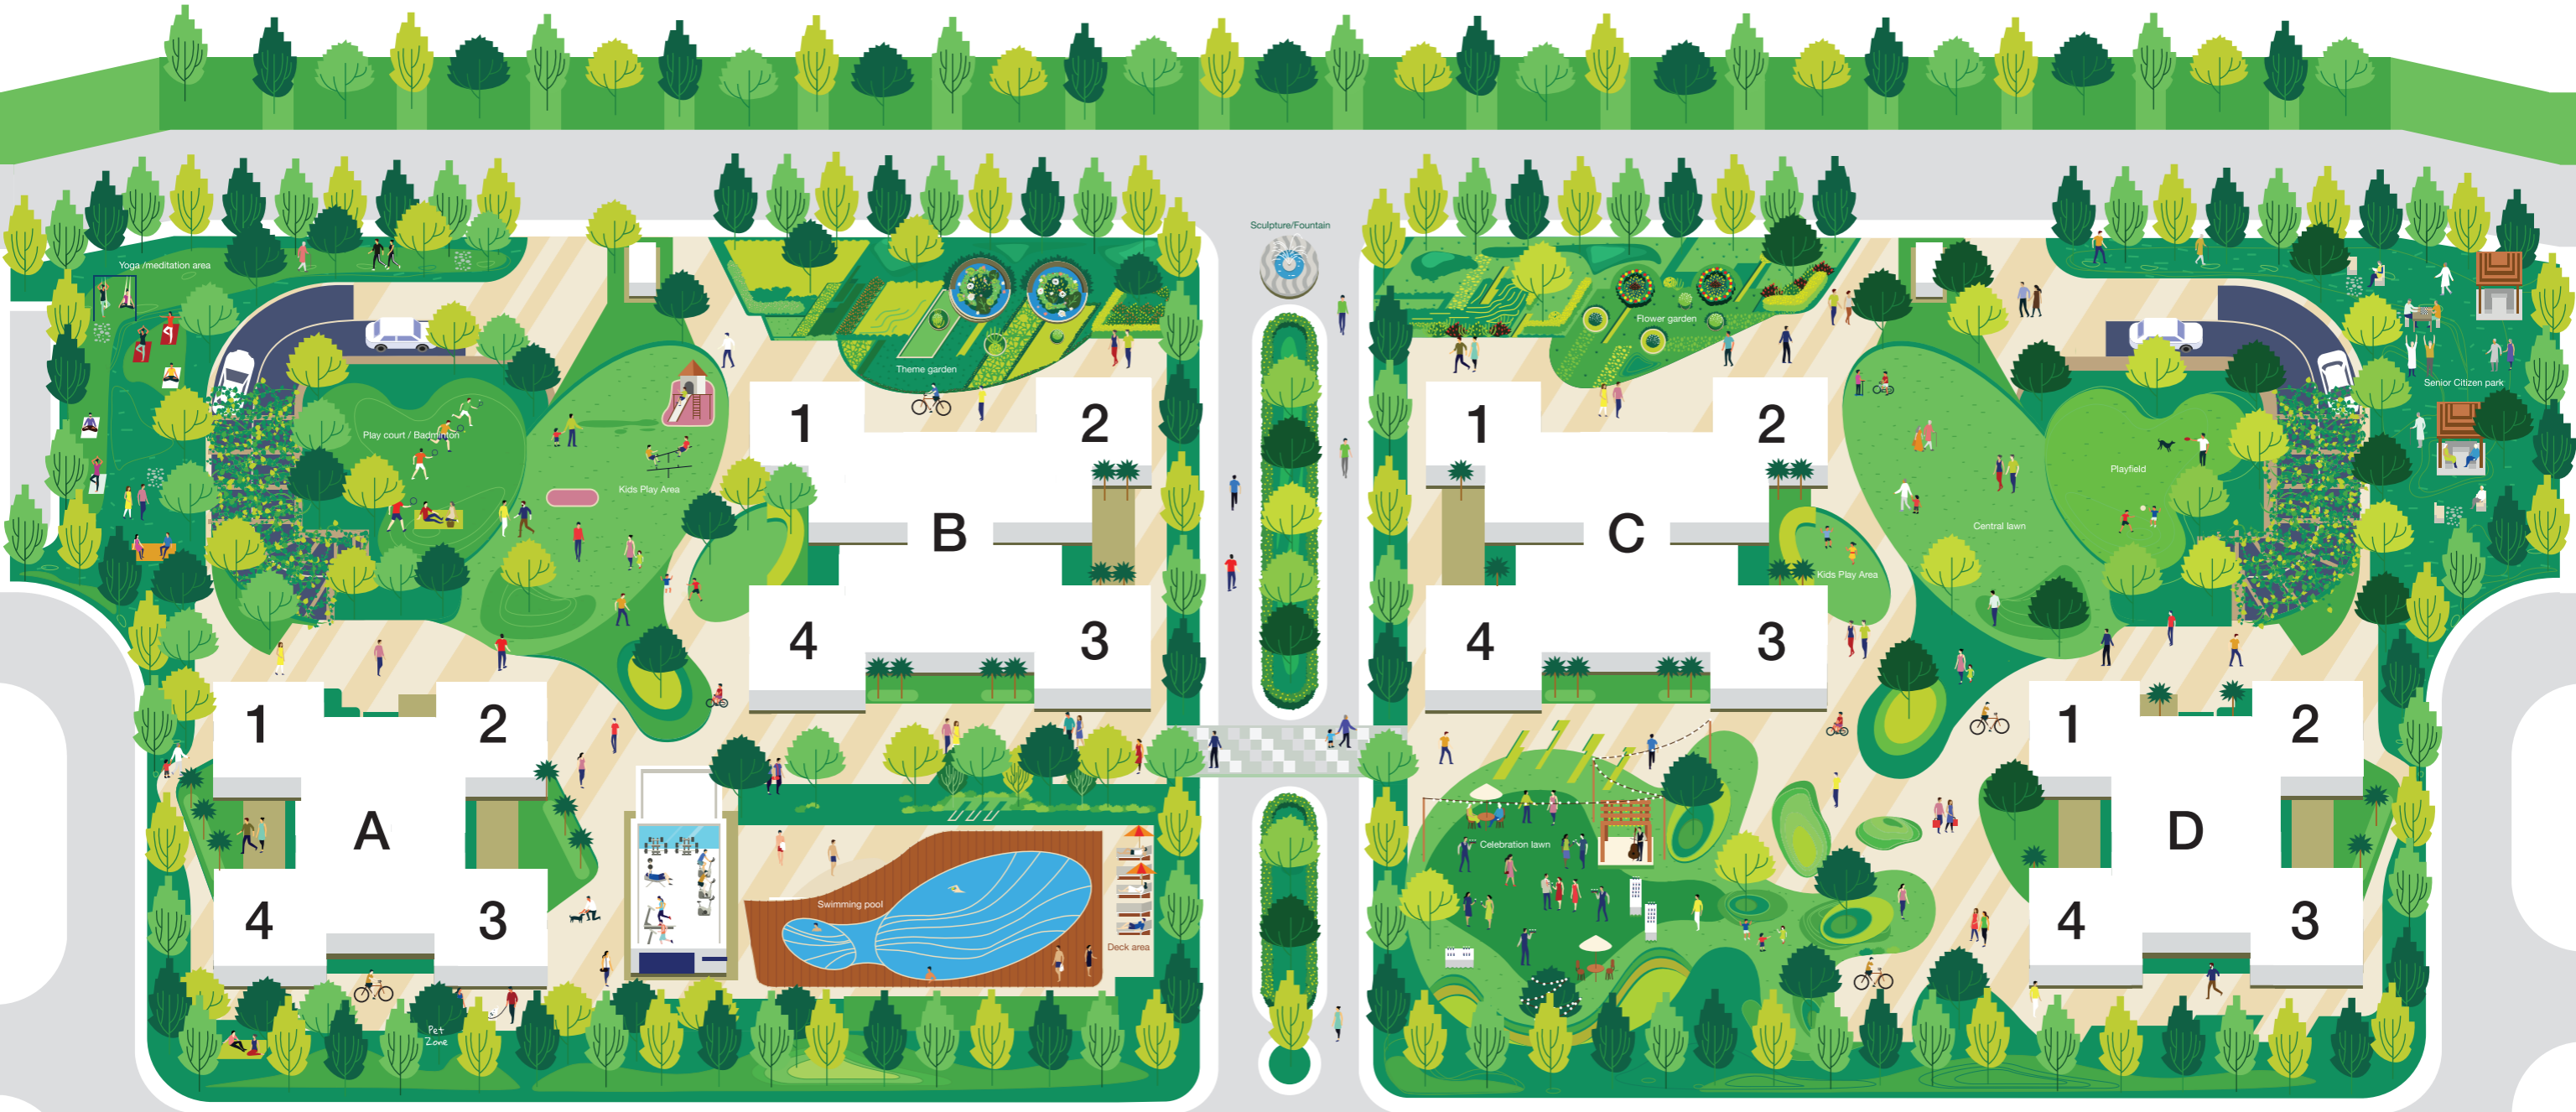 Sculpture/Fountain
Yoga /meditation area
Theme garden
Flower garden
Senior Citizen park
Play court / Badminton
Kids Play Area
Playfield
Central lawn
Kids Play Area
1
2
B
4
3
1
2
C
4
3
1
2
A
4
3
1
2
D
4
3
Celebration lawn
Swimming pool
Deck area
Pet
Zone